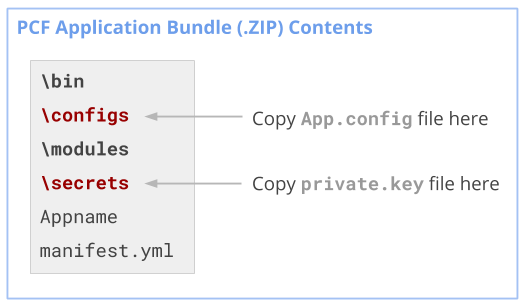 PCF Application Bundle (.ZIP) Contents
\bin
\configs
Copy App.config file here
\modules
\secrets
Copy private.key file here
Appname
manifest.yml